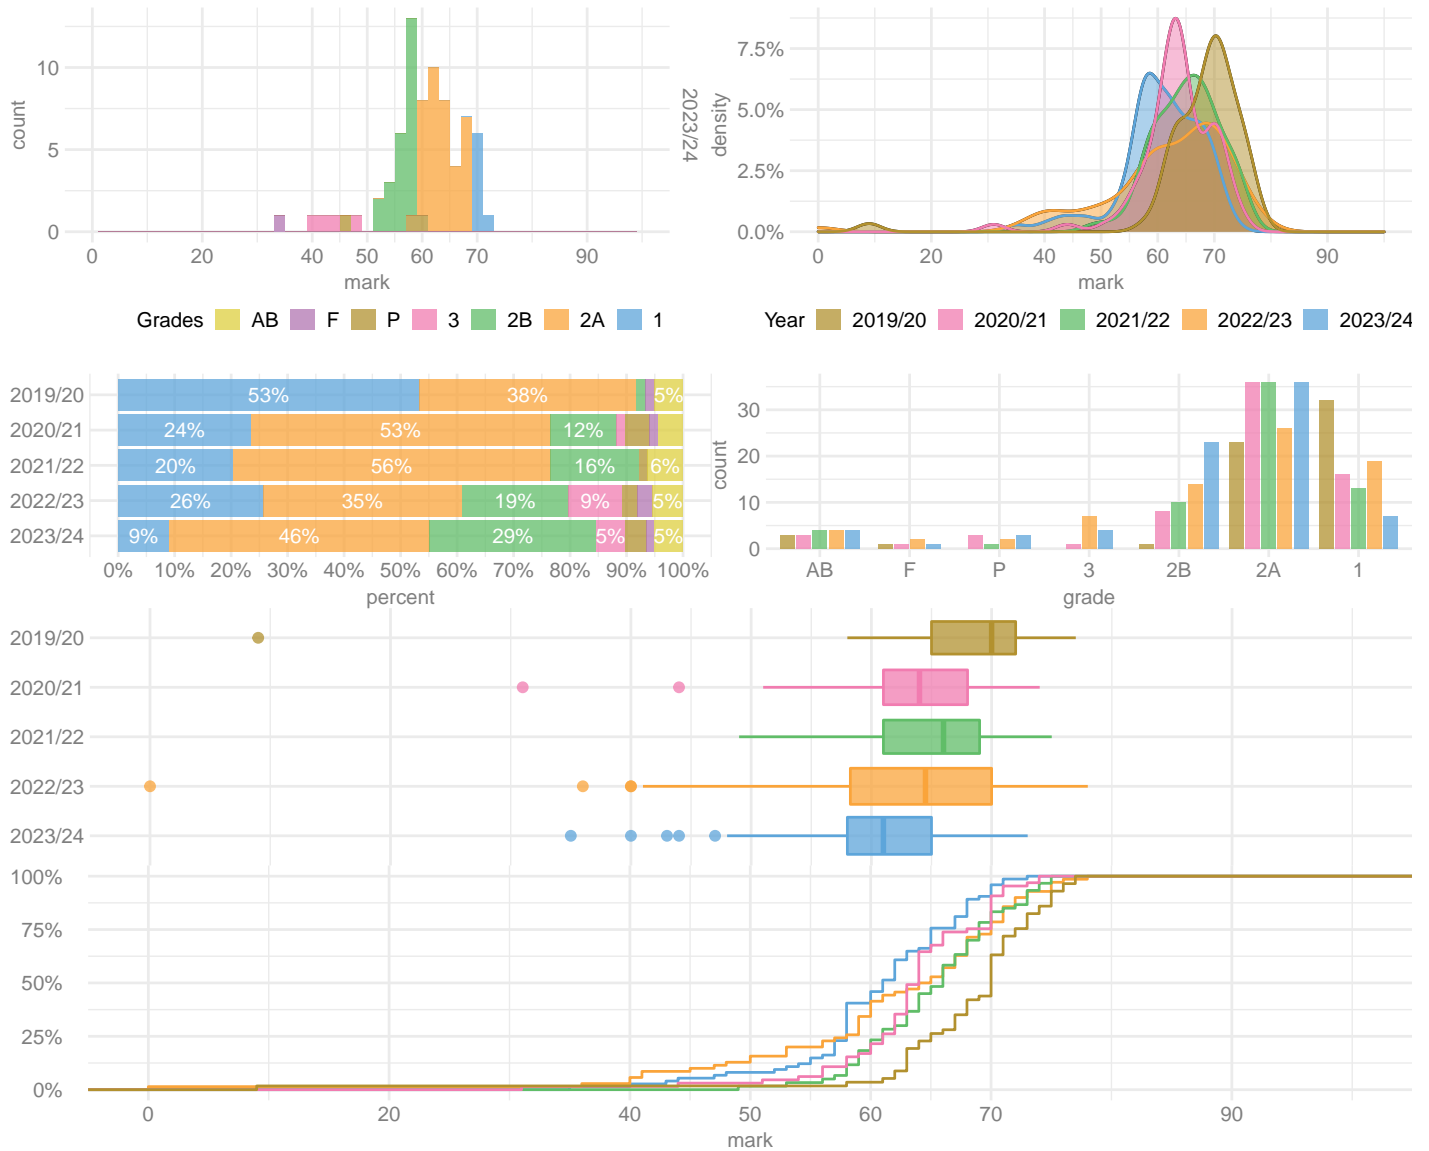 10
5
0
count
0 20 40 50 60 70 90
mark
2023/24
7.5%
5.0%
2.5%
0.0%
density
0 20 40 50 60 70 90
mark
Grades AB F P 3 2B 2A 1
Year 2019/20 2020/21 2021/22 2022/23 2023/24
2019/20 53% 38% 5%
2020/21 24% 53% 12%
2021/22 20% 56% 16% 6%
2022/23 26% 35% 19% 9% 5%
2023/24 9% 46% 29% 5% 5%
0% 10% 20% 30% 40% 50% 60% 70% 80% 90% 100%
percent
30
20
10
0
count
AB F P 3 2B 2A 1
grade
2019/20
2020/21
2021/22
2022/23
2023/24
100%
75%
50%
25%
0%
0 20 40 50 60 70 90
mark